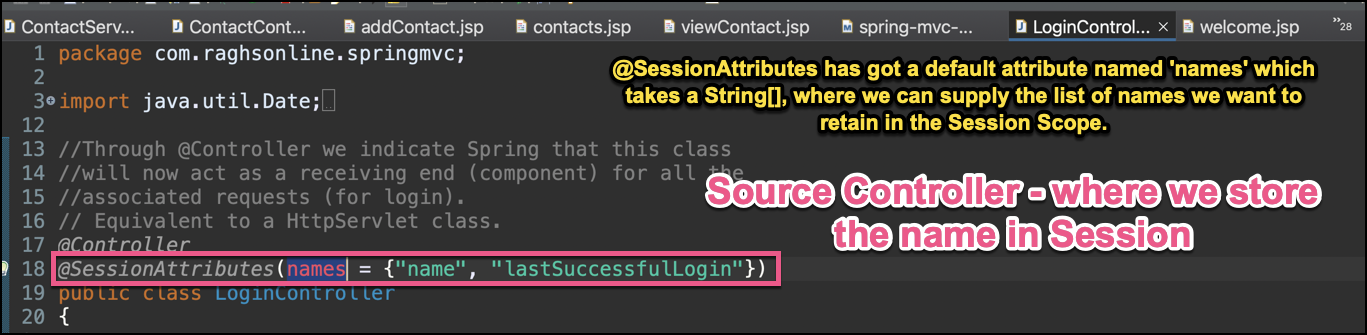 ContactServ... ContactCont... addContact.jsp contacts.jsp viewContact.jsp spring-mvc-... LoginControl... welcome.jsp 28
1 package com.raghsonline.springmvc;
2
3 import java.util.Date;
12
13 //Through @Controller we indicate Spring that this class
14 //will now act as a receiving end (component) for all the
15 //associated requests (for login).
16 // Equivalent to a HttpServlet class.
17 @Controller
18 @SessionAttributes(names = {"name", "lastSuccessfulLogin"})
19 public class LoginController
20 {
@SessionAttributes has got a default attribute named 'names' which
takes a String[], where we can supply the list of names we want to
retain in the Session Scope.
Source Controller - where we store
the name in Session